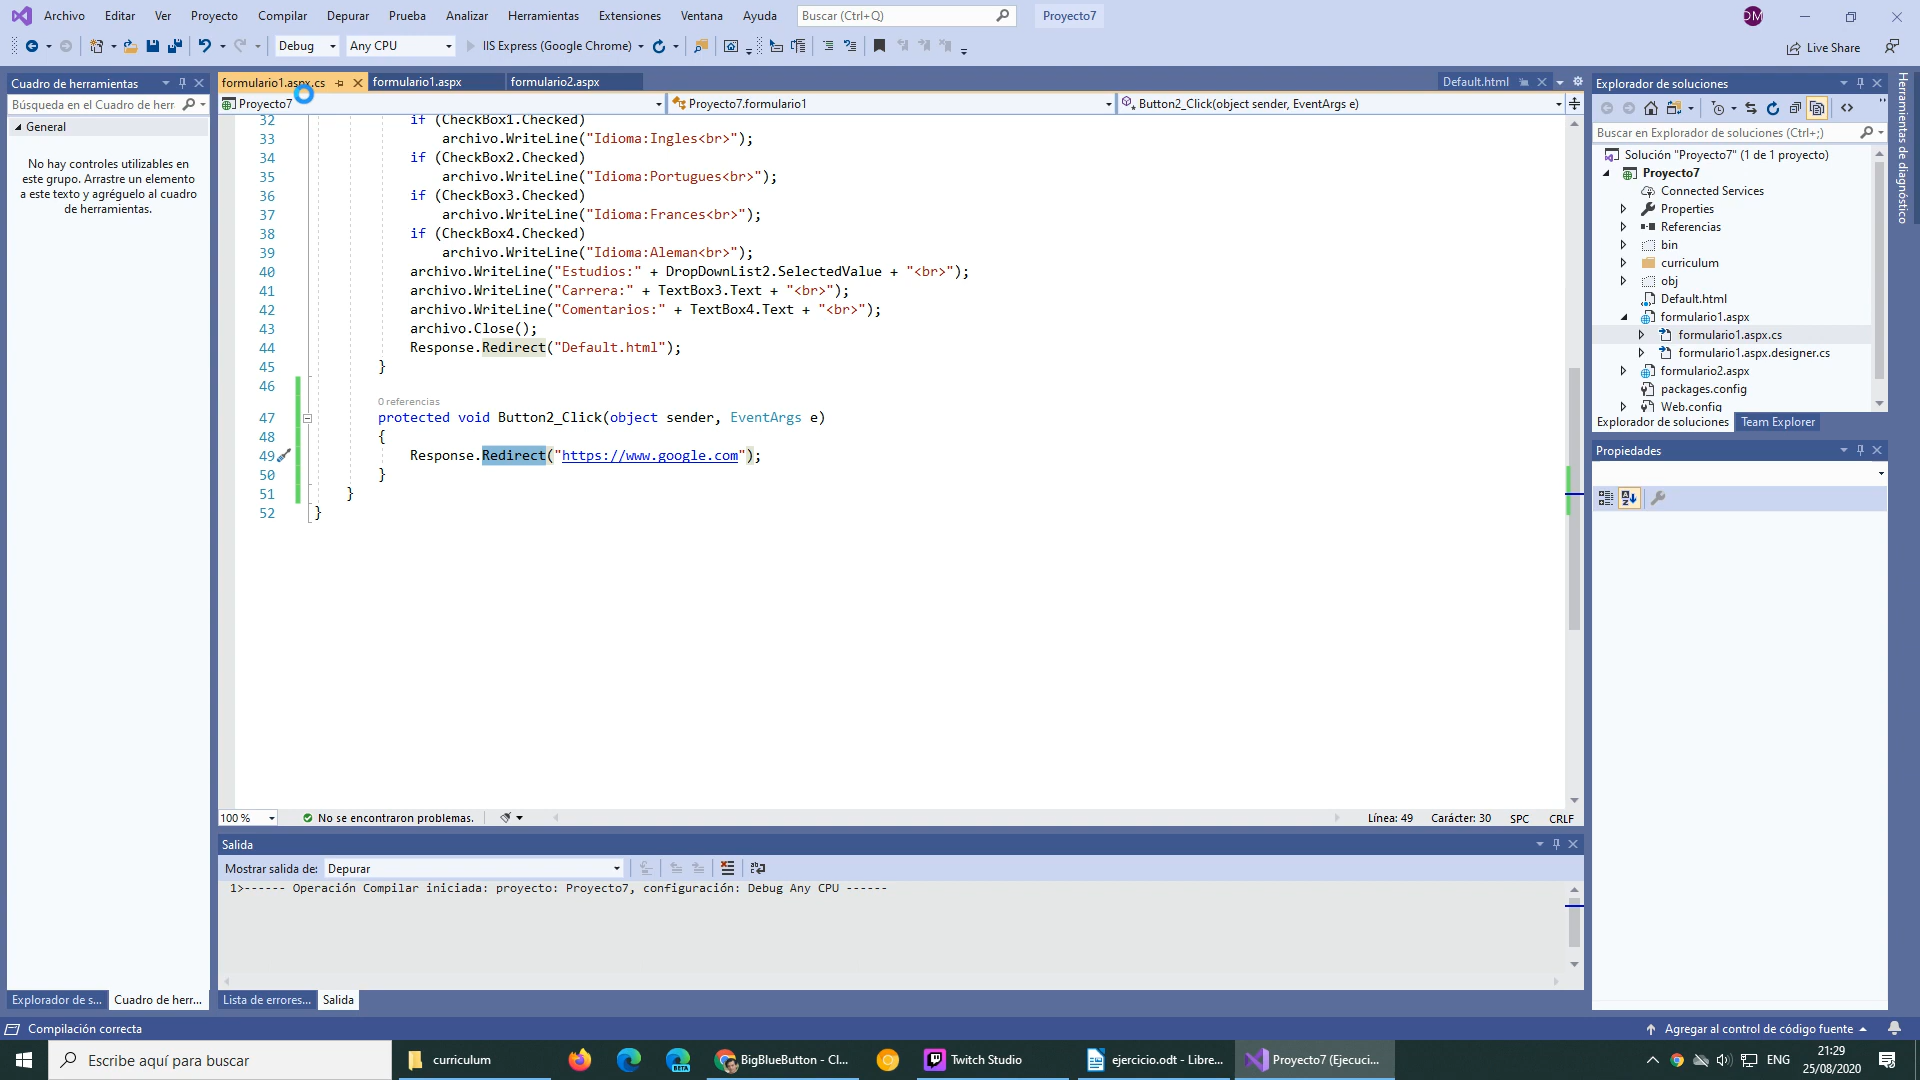 Archivo Editar Ver Proyecto Compilar Depurar Prueba Analizar Herramientas Extensiones Ventana Ayuda Buscar (Ctrl+Q) Proyecto7 DM
Debug Any CPU IIS Express (Google Chrome) Live Share
Cuadro de herramientas
Búsqueda en el Cuadro de herr
General
No hay controles utilizables en
este grupo. Arrastre un elemento
a este texto y agréguelo al cuadro
de herramientas.
formulario1.aspx.cs formulario1.aspx formulario2.aspx Default.html
Proyecto7 Proyecto7.formulario1 Button2_Click(object sender, EventArgs e)
32 if (CheckBox1.Checked)
33 archivo.WriteLine("Idioma:Ingles<br>");
34 if (CheckBox2.Checked)
35 archivo.WriteLine("Idioma:Portugues<br>");
36 if (CheckBox3.Checked)
37 archivo.WriteLine("Idioma:Frances<br>");
38 if (CheckBox4.Checked)
39 archivo.WriteLine("Idioma:Aleman<br>");
40 archivo.WriteLine("Estudios:" + DropDownList2.SelectedValue + "<br>");
41 archivo.WriteLine("Carrera:" + TextBox3.Text + "<br>");
42 archivo.WriteLine("Comentarios:" + TextBox4.Text + "<br>");
43 archivo.Close();
44 Response.Redirect("Default.html");
45 }
46
0 referencias
47 protected void Button2_Click(object sender, EventArgs e)
48 {
49 Response.Redirect("https://www.google.com");
50 }
51 }
52 }
100 % No se encontraron problemas. Línea: 49 Carácter: 30 SPC CRLF
Salida
Mostrar salida de: Depurar
1>------ Operación Compilar iniciada: proyecto: Proyecto7, configuración: Debug Any CPU ------
Explorador de s... Cuadro de herr... Lista de errores... Salida
Explorador de soluciones
Buscar en Explorador de soluciones (Ctrl+;)
Solución "Proyecto7" (1 de 1 proyecto)
Proyecto7
Connected Services
Properties
Referencias
bin
curriculum
obj
Default.html
formulario1.aspx
formulario1.aspx.cs
formulario1.aspx.designer.cs
formulario2.aspx
packages.config
Web.config
Explorador de soluciones Team Explorer
Propiedades
Herramientas de diagnóstico
Compilación correcta Agregar al control de código fuente
Escribe aquí para buscar curriculum BETA BigBlueButton - Cl... Twitch Studio ejercicio.odt - Libre... Proyecto7 (Ejecuci... ENG 21:29
25/08/2020